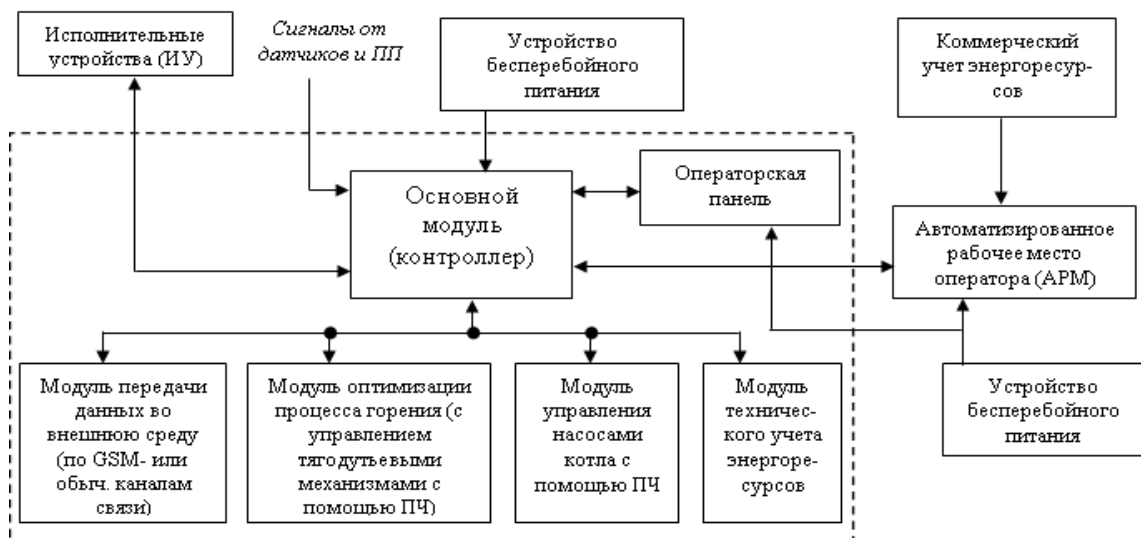 Исполнительные
устройства (ИУ)
Сигналы от
датчиков и ПП
Устройство
бесперебойного
питания
Коммерческий
учет энергоресур-
сов
Основной
модуль
(контроллер)
Операторская
панель
Автоматизированное
рабочее место
оператора (АРМ)
Модуль передачи
данных во
внешнюю среду
(по GSM- или
обыч. каналам
связи)
Модуль оптимизации
процесса горения (с
управлением
тягодутьевыми
механизмами с
помощью ПЧ)
Модуль
управления
насосами
котла с
помощью ПЧ
Модуль
техничес-
кого учета
энергоре-
сурсов
Устройство
бесперебойного
питания